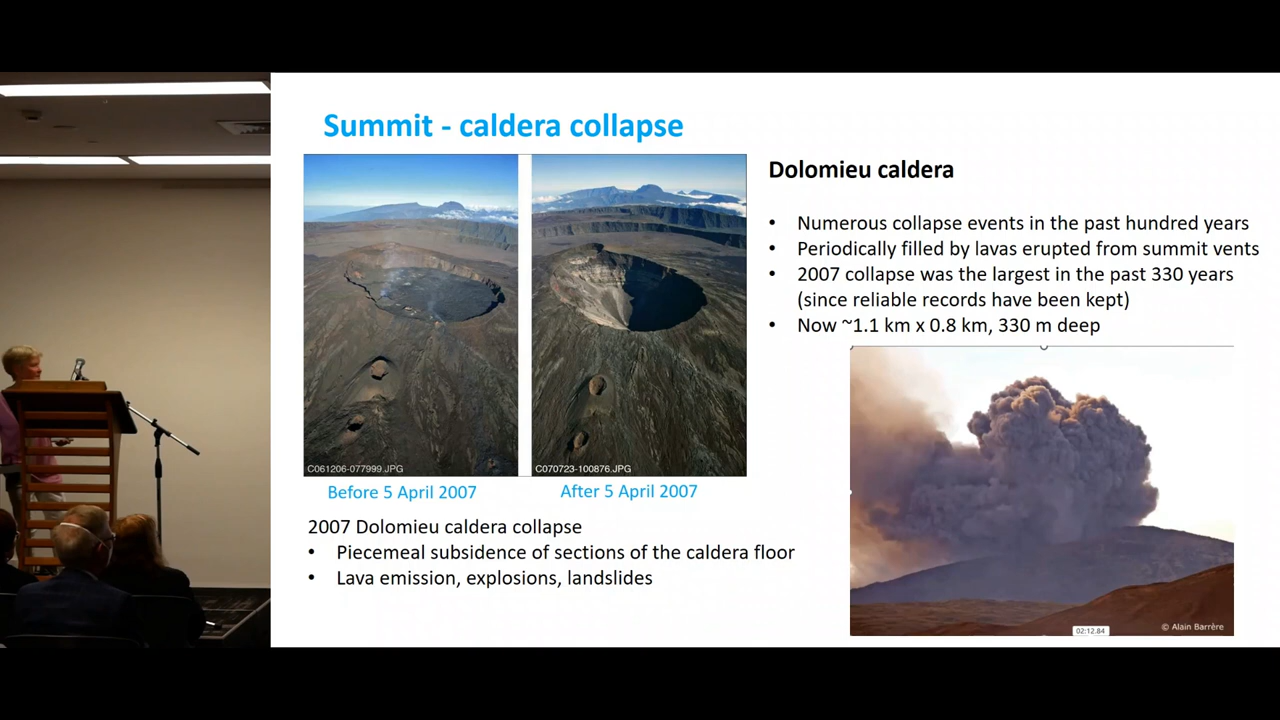 Summit - caldera collapse
Dolomieu caldera
• Numerous collapse events in the past hundred years
• Periodically filled by lavas erupted from summit vents
• 2007 collapse was the largest in the past 330 years
(since reliable records have been kept)
• Now ~1.1 km x 0.8 km, 330 m deep
C061206-077999.JPG
C070723-100876.JPG
Before 5 April 2007
After 5 April 2007
2007 Dolomieu caldera collapse
• Piecemeal subsidence of sections of the caldera floor
• Lava emission, explosions, landslides
02:12.84
© Alain Barrère